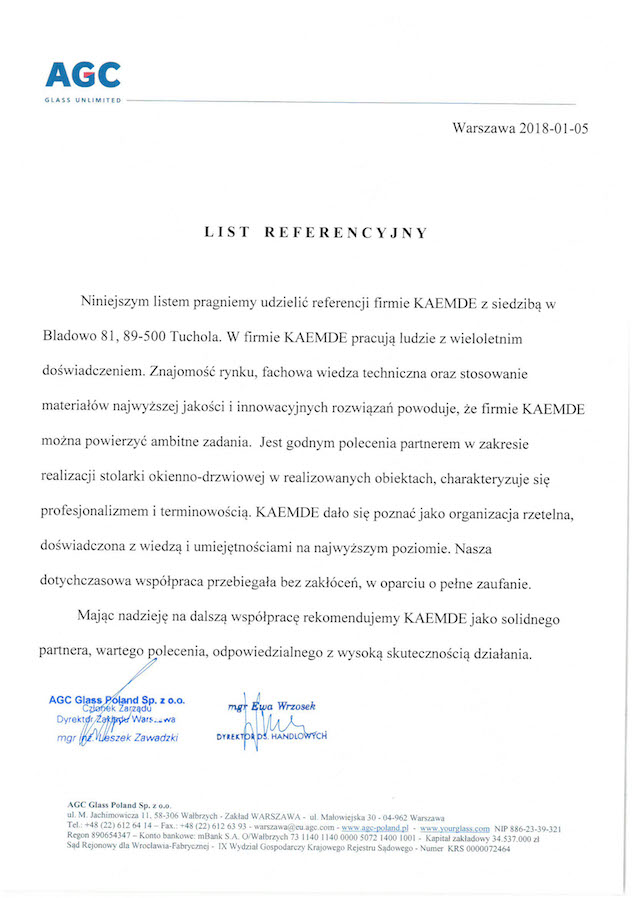 AGC
GLASS UNLIMITED
Warszawa 2018-01-05
LIST REFERENCYJNY
Niniejszym listem pragniemy udzielić referencji firmie KAEMDE z siedzibą w
Bladowo 81, 89-500 Tuchola. W firmie KAEMDE pracują ludzie z wieloletnim
doświadczeniem. Znajomość rynku, fachowa wiedza techniczna oraz stosowanie
materiałów najwyższej jakości i innowacyjnych rozwiązań powoduje, że firmie KAEMDE
można powierzyć ambitne zadania. Jest godnym polecenia partnerem w zakresie
realizacji stolarki okienno-drzwiowej w realizowanych obiektach, charakteryzuje się
profesjonalizmem i terminowością. KAEMDE dało się poznać jako organizacja rzetelna,
doświadczona z wiedzą i umiejętnościami na najwyższym poziomie. Nasza
dotychczasowa współpraca przebiegała bez zakłóceń, w oparciu o pełne zaufanie.
Mając nadzieję na dalszą współpracę rekomendujemy KAEMDE jako solidnego
partnera, wartego polecenia, odpowiedzialnego z wysoką skutecznością działania.
AGC Glass Poland Sp. z o.o.
Członek Zarządu
Dyrektor Zakładu Warszawa
mgr inż. Leszek Zawadzki
mgr Ewa Wrzosek
DYREKTOR DS. HANDLOWYCH
AGC Glass Poland Sp. z o.o.
ul. M. Jachimowicza 11, 58-306 Wałbrzych - Zakład WARSZAWA - ul. Małowiejska 30 - 04-962 Warszawa
Tel.: +48 (22) 612 64 14 – Fax.: +48 (22) 612 63 93 - warszawa@eu.agc.com - www.agc-poland.pl - www.yourglass.com NIP 886-23-39-321
Regon 890654347 – Konto bankowe: mBank S.A. O/Wałbrzych 73 1140 1140 0000 5072 1400 1001 - Kapitał zakładowy 34.537.000 zł
Sąd Rejonowy dla Wrocławia-Fabrycznej - IX Wydział Gospodarczy Krajowego Rejestru Sądowego - Numer KRS 0000072464